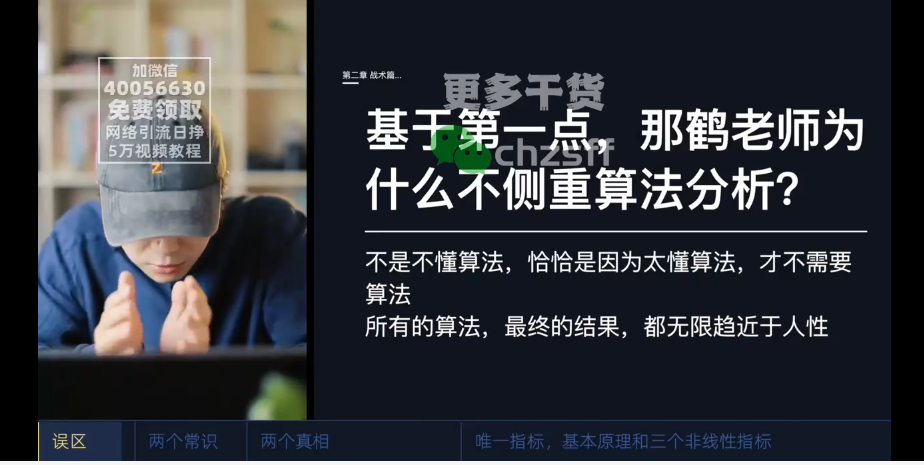 加微信
40056630
免费领取
网络引流日挣
5万视频教程
Z
第二章 战术篇...
更多干货
chzsff
基于第一点，那鹤老师为
什么不侧重算法分析？
不是不懂算法，恰恰是因为太懂算法，才不需要
算法
所有的算法，最终的结果，都无限趋近于人性
误区
两个常识
两个真相
唯一指标，基本原理和三个非线性指标